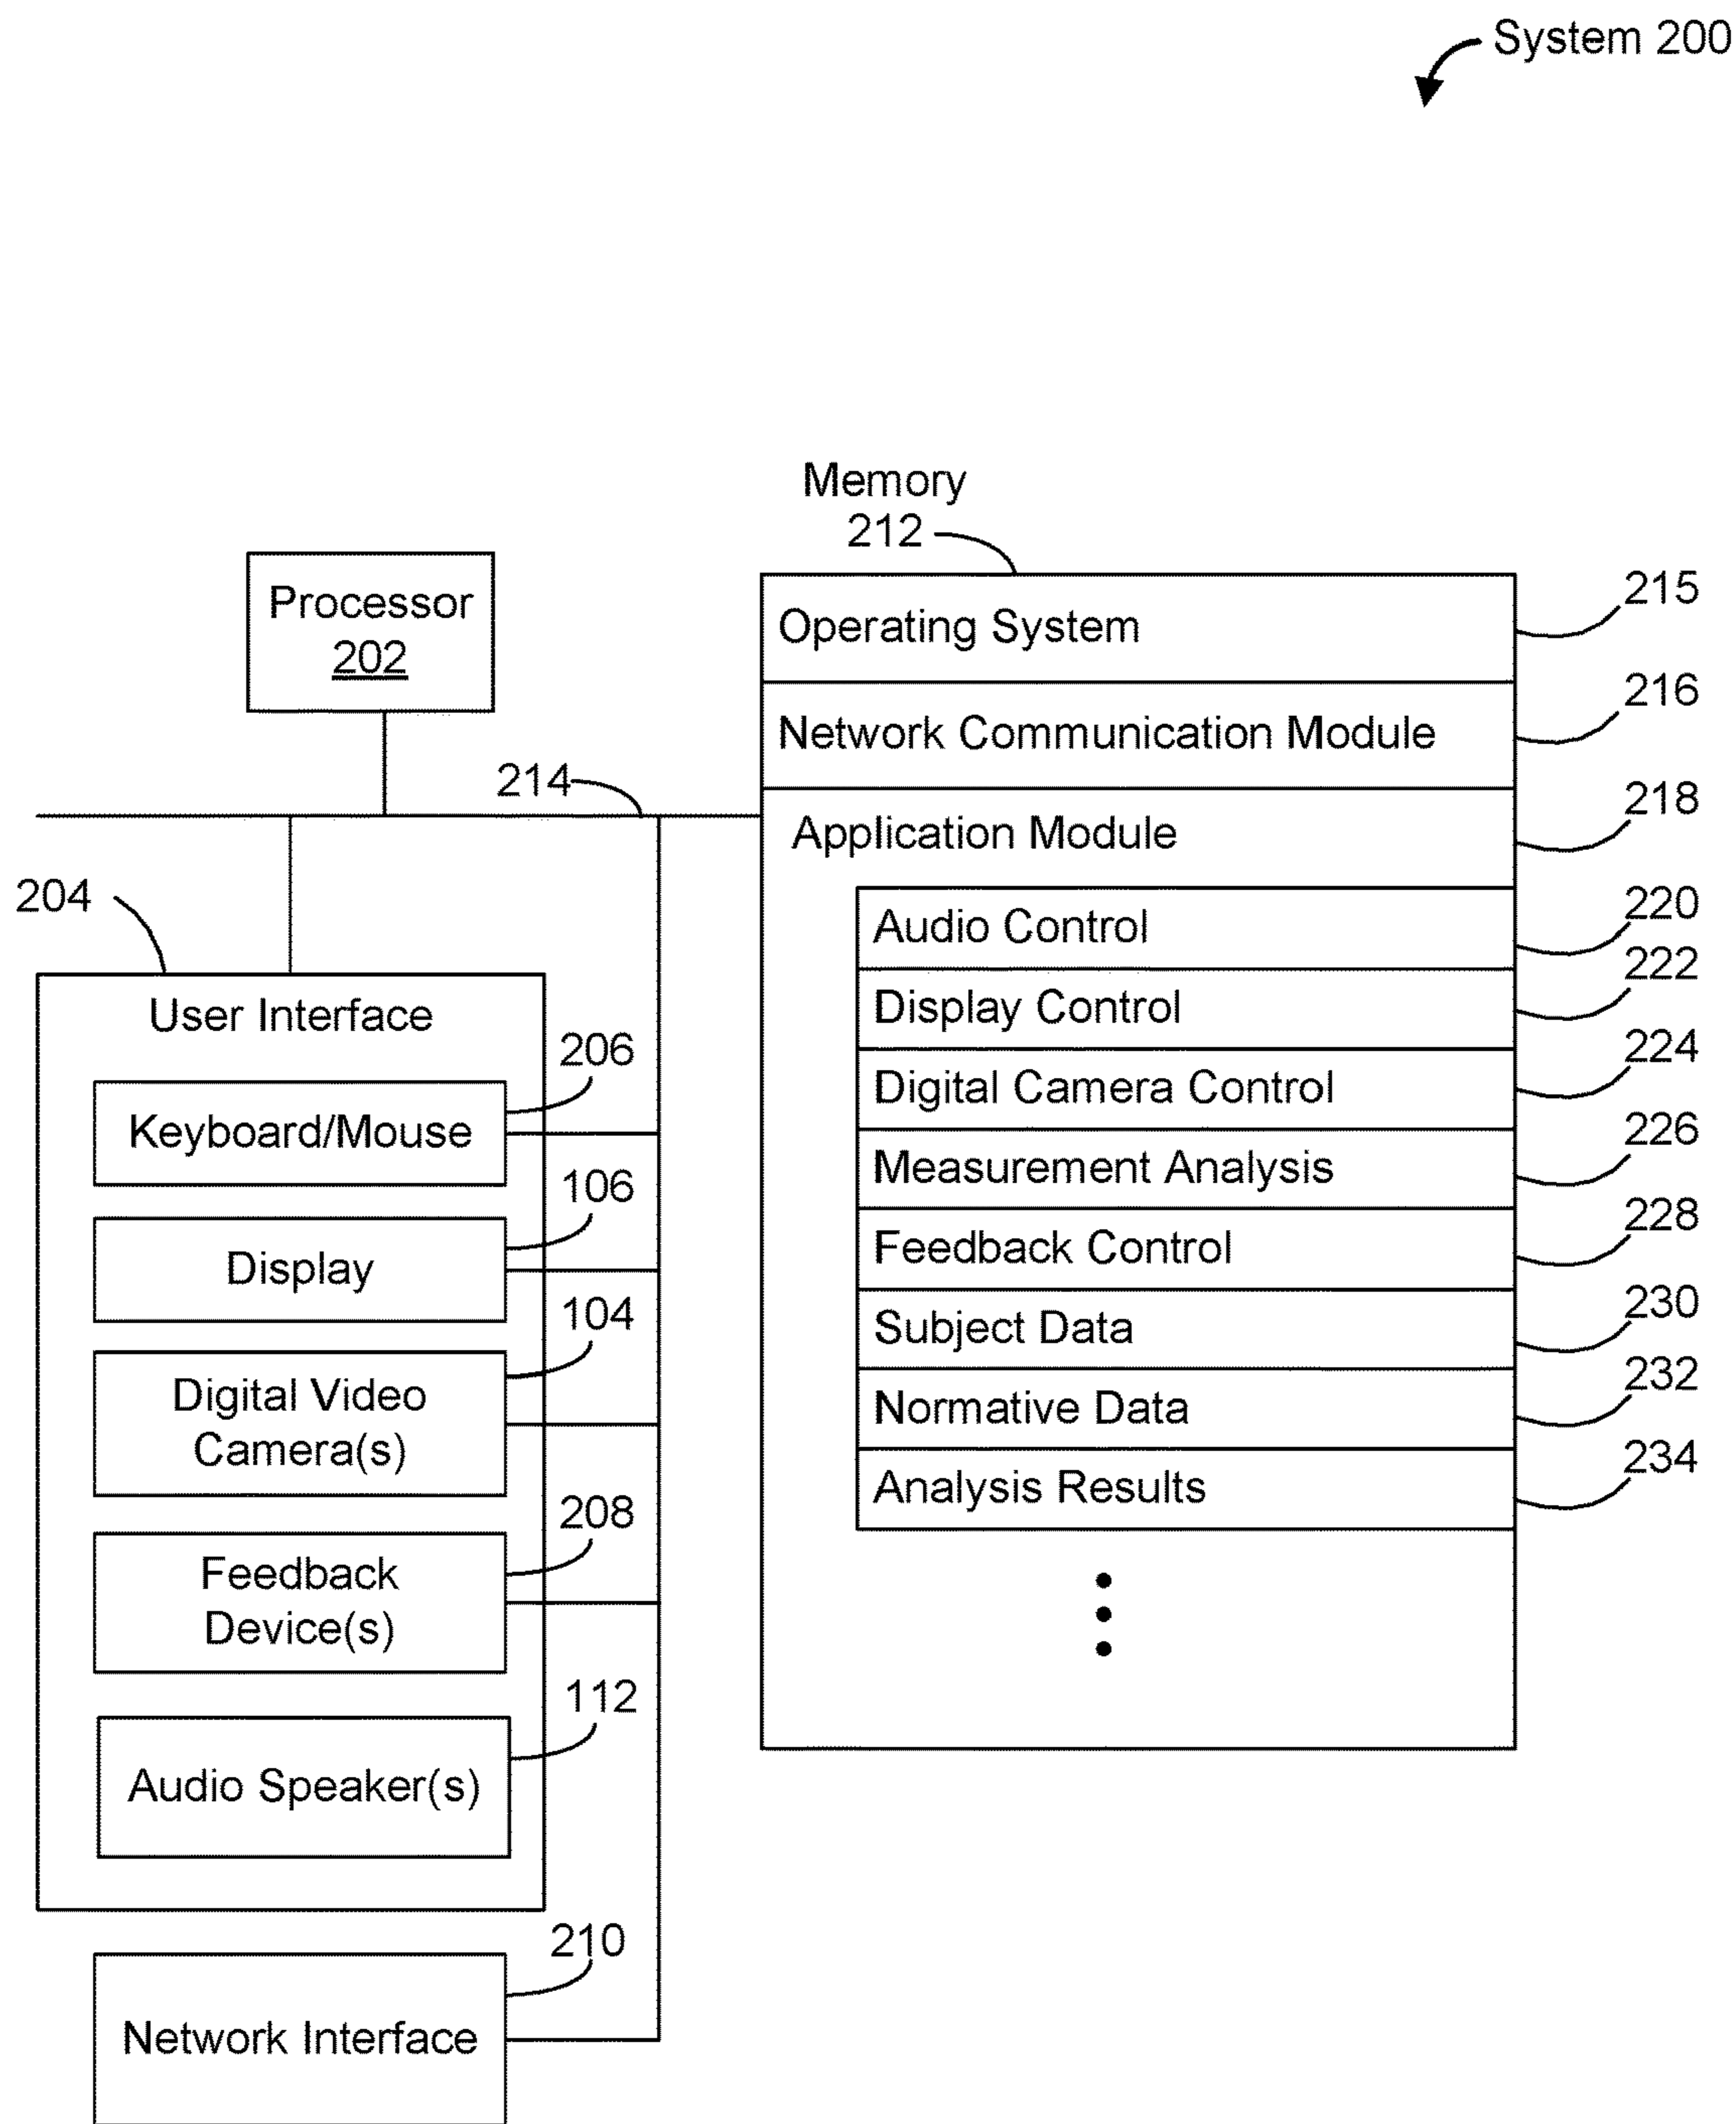 System 200
Memory
212
Processor
202
Operating System
215
Network Communication Module
216
214
Application Module
218
204
Audio Control
220
Display Control
222
Digital Camera Control
224
Measurement Analysis
226
Feedback Control
228
Subject Data
230
Normative Data
232
Analysis Results
234
User Interface
206
Keyboard/Mouse
106
Display
104
Digital Video
Camera(s)
208
Feedback
Device(s)
112
Audio Speaker(s)
210
Network Interface